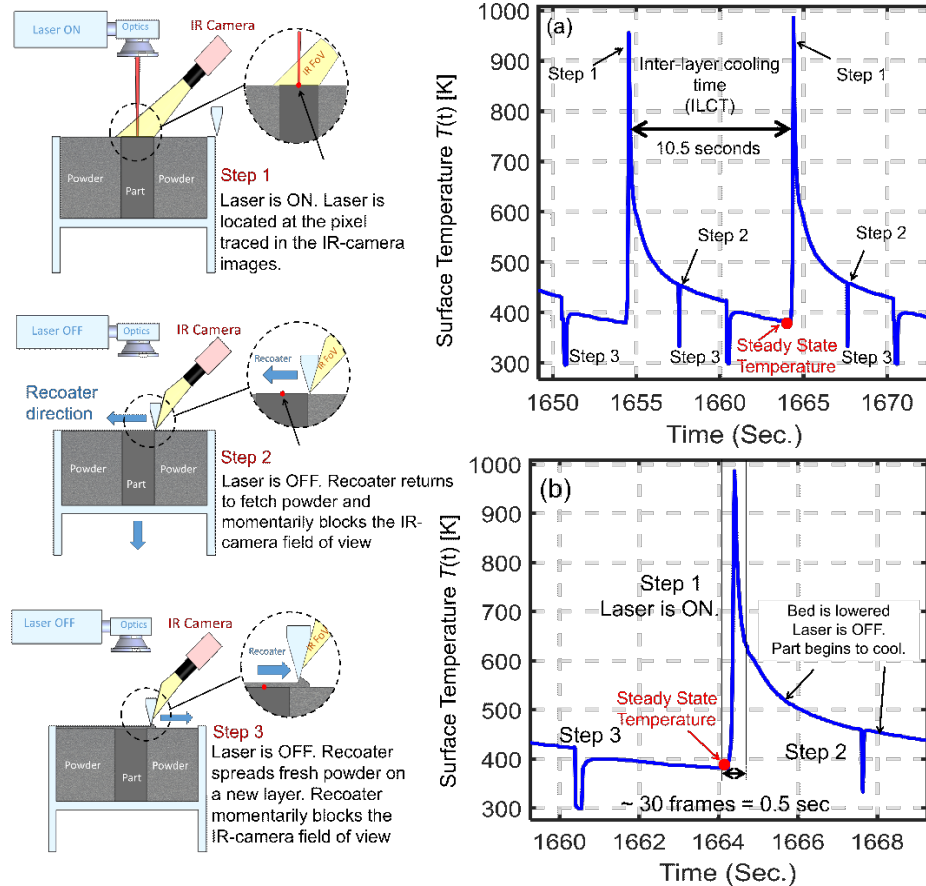 Laser ON
Optics
IR Camera
IR FoV
Powder
Part
Powder
Step 1
Laser is ON. Laser is
located at the pixel
traced in the IR-camera
images.
Laser OFF
Optics
IR Camera
Recoater
IR FoV
Recoater
direction
Powder
Part
Powder
Step 2
Laser is OFF. Recoater returns
to fetch powder and
momentarily blocks the IR-
camera field of view
Laser OFF
Optics
IR Camera
Recoater
IR FoV
Powder
Part
Powder
Step 3
Laser is OFF. Recoater
spreads fresh powder on
a new layer. Recoater
momentarily blocks the
IR-camera field of view
(a)
Surface Temperature T(t) [K]
1000
900
800
700
600
500
400
300
Step 1
Inter-layer cooling
time
(ILCT)
10.5 seconds
Step 1
Step 2
Step 3
Step 3
Steady State
Temperature
Step 3
1650
1655
1660
1665
1670
Time (Sec.)
(b)
Surface Temperature T(t) [K]
1000
900
800
700
600
500
400
300
Step 1
Laser is ON.
Bed is lowered
Laser is OFF.
Part begins to cool.
Steady State
Temperature
Step 3
Step 2
~ 30 frames = 0.5 sec
1660
1662
1664
1666
1668
Time (Sec.)